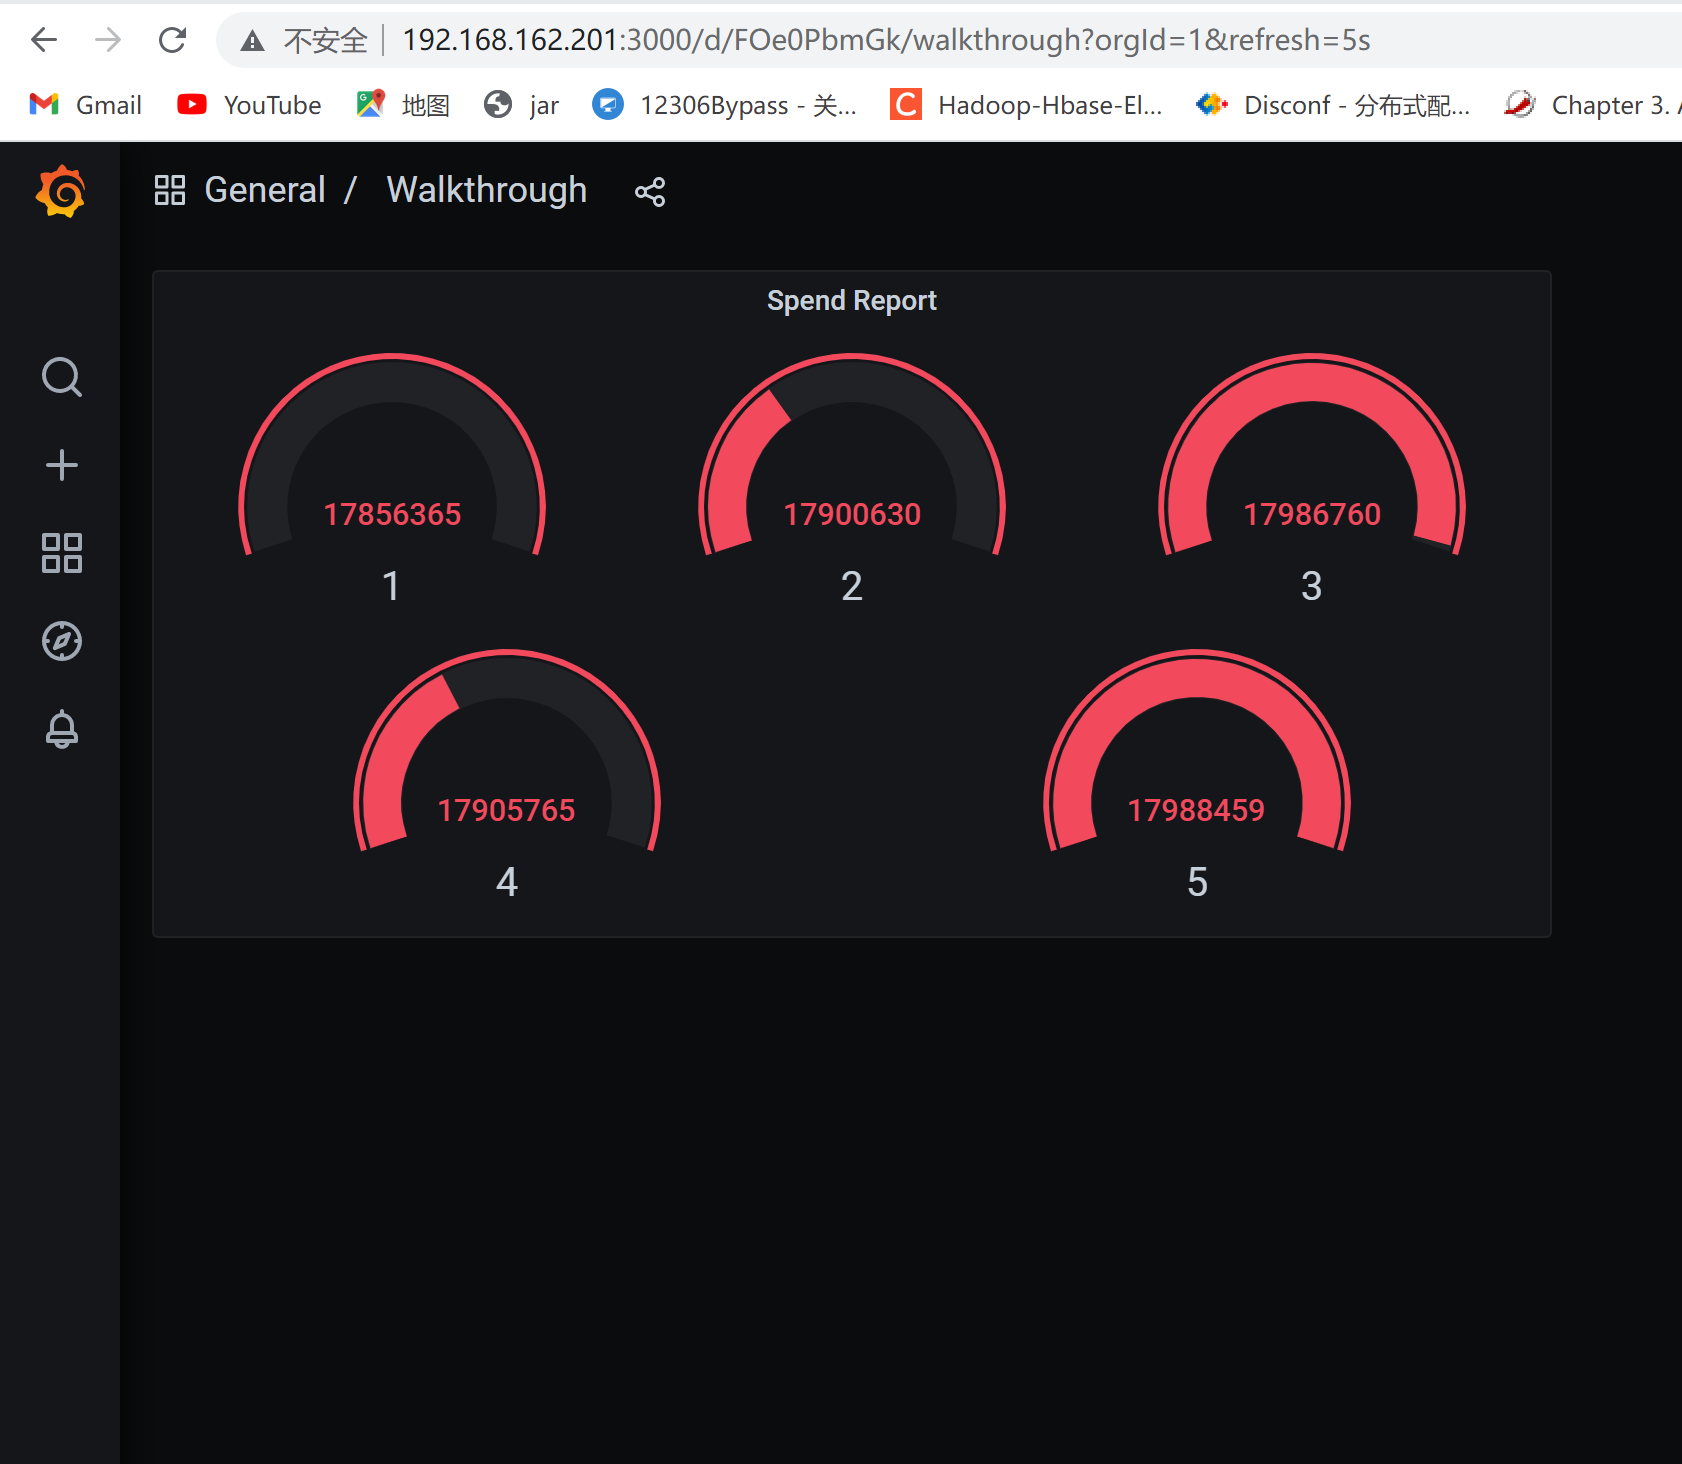 不安全 192.168.162.201:3000/d/FOe0PbmGk/walkthrough?orgId=1&refresh=5s
Gmail YouTube 地图 jar 12306Bypass - 关... Hadoop-Hbase-El... Disconf - 分布式配... Chapter 3. A
General / Walkthrough
Spend Report
17856365 17900630 17986760
1 2 3
17905765 17988459
4 5